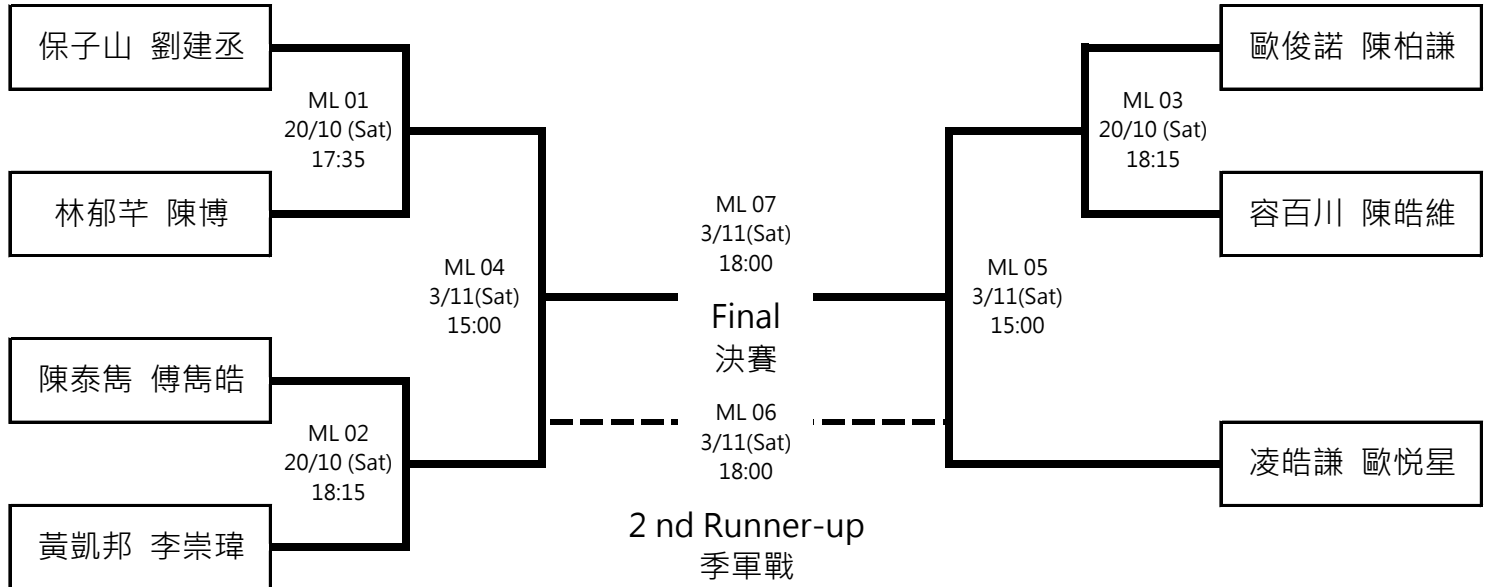 保子山 劉建丞
ML 01
20/10 (Sat)
17:35
林郁芊 陳博
ML 04
3/11(Sat)
15:00
陳泰雋 傅雋皓
ML 02
20/10 (Sat)
18:15
黃凱邦 李崇瑋
ML 07
3/11(Sat)
18:00
Final
決賽
ML 06
3/11(Sat)
18:00
2 nd Runner-up
季軍戰
歐俊諾 陳柏謙
ML 03
20/10 (Sat)
18:15
容百川 陳皓維
ML 05
3/11(Sat)
15:00
凌皓謙 歐悦星